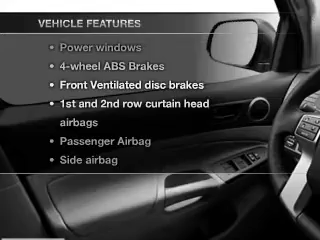 VEHICLE FEATURES
• Power windows
• 4-wheel ABS Brakes
• Front Ventilated disc brakes
• 1st and 2nd row curtain head
airbags
• Passenger Airbag
• Side airbag